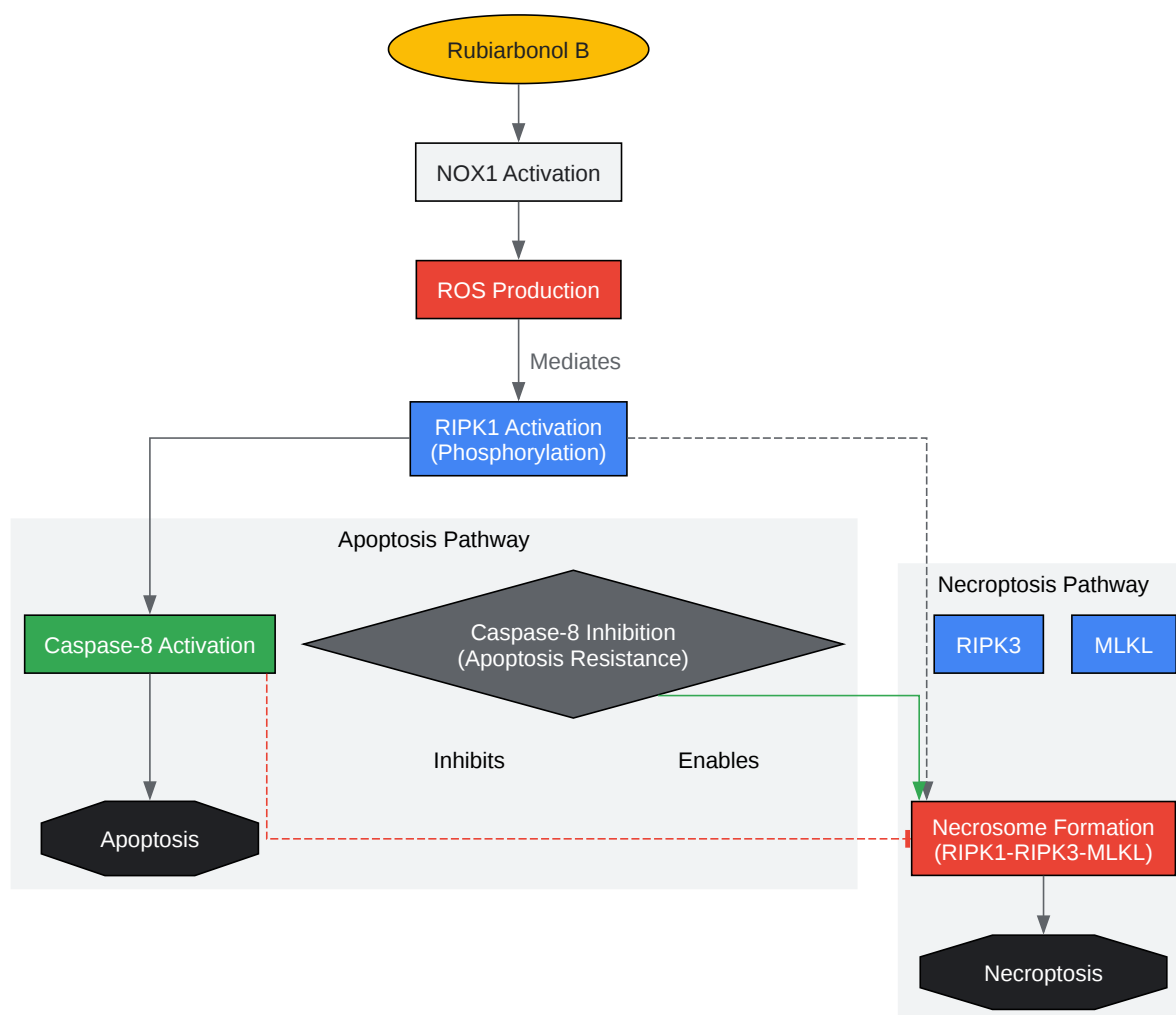 Rubiarbonol B
NOX1 Activation
ROS Production
Mediates
RIPK1 Activation
(Phosphorylation)
Apoptosis Pathway
Necroptosis Pathway
Caspase-8 Activation
Caspase-8 Inhibition
(Apoptosis Resistance)
RIPK3
MLKL
Inhibits
Enables
Apoptosis
Necrosome Formation
(RIPK1-RIPK3-MLKL)
Necroptosis